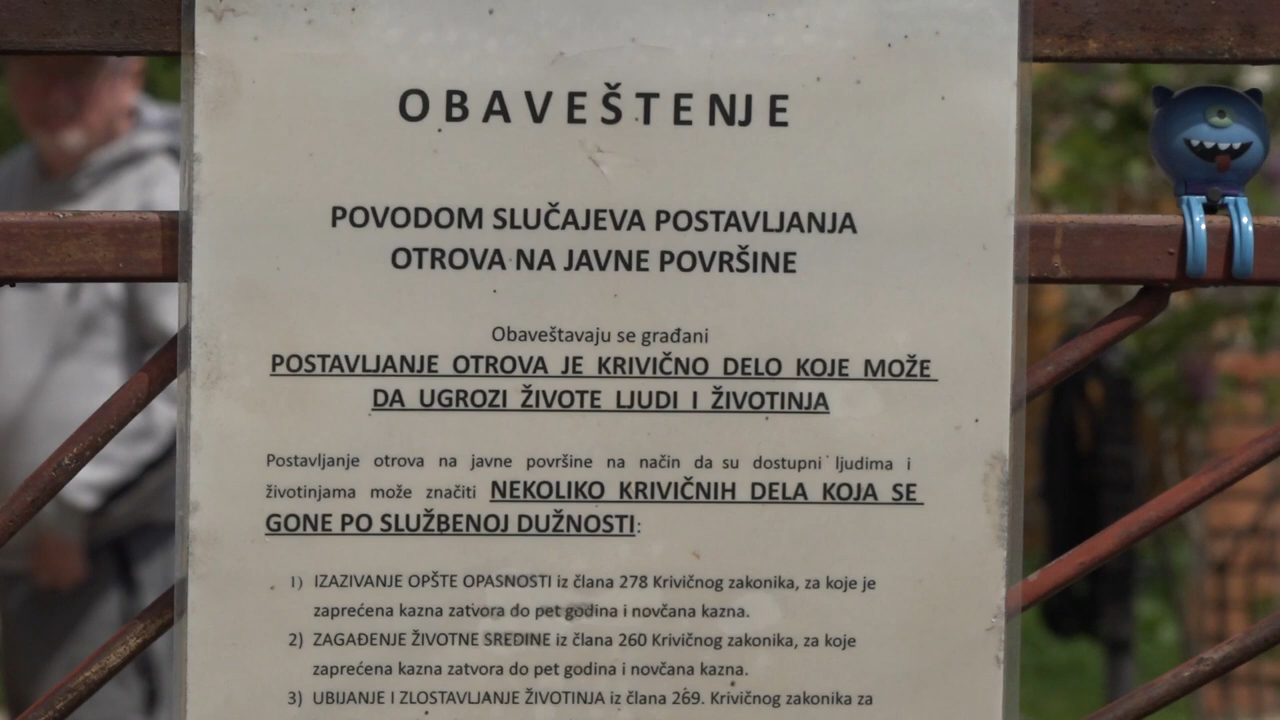 OBAVEŠTENJE
POVODOM SLUČAJEVA POSTAVLJANJA
OTROVA NA JAVNE POVRŠINE
Obaveštavaju se građani
POSTAVLJANJE OTROVA JE KRIVIČNO DELO KOJE MOŽE
DA UGROZI ŽIVOTE LJUDI I ŽIVOTINJA
Postavljanje otrova na javne površine na način da su dostupni ljudima i
životinjama može značiti NEKOLIKO KRIVIČNIH DELA KOJA SE
GONE PO SLUŽBENOJ DUŽNOSTI:
1) IZAZIVANJE OPŠTE OPASNOSTI iz člana 278 Krivičnog zakonika, za koje je
zaprećena kazna zatvora do pet godina i novčana kazna.
2) ZAGAĐENJE ŽIVOTNE SREDINE iz člana 260 Krivičnog zakonika, za koje
zaprećena kazna zatvora do pet godina i novčana kazna.
3) UBIJANJE I ZLOSTAVLJANJE ŽIVOTINJA iz člana 269. Krivičnog zakonika za